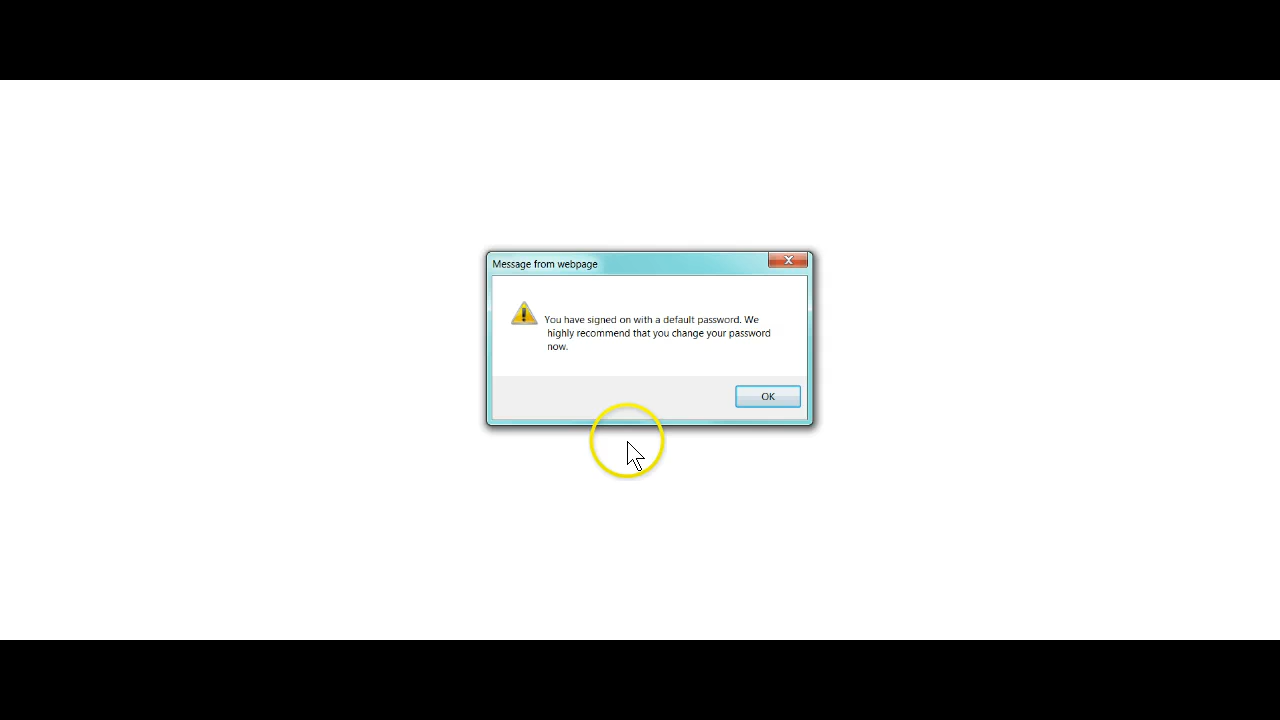 Message from webpage
You have signed on with a default password. We
highly recommend that you change your password
now.
OK